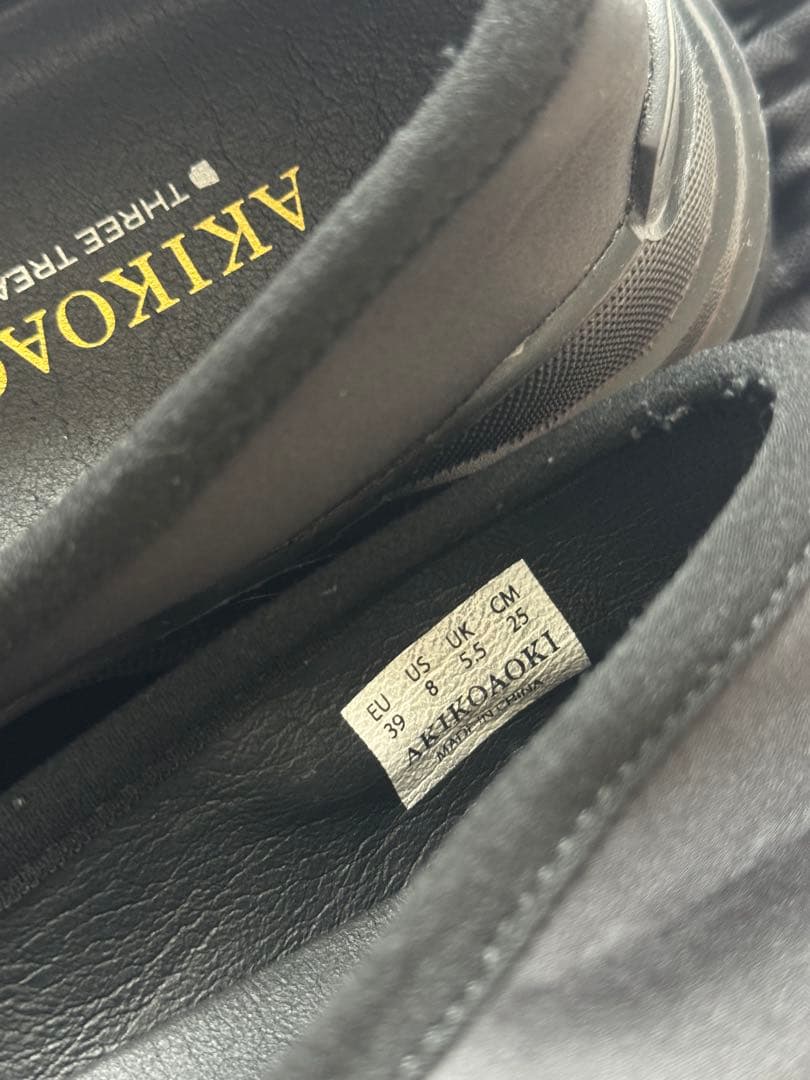 AKIKOAO
THREE TREA
EU US UK CM
39 8 5.5 25
AKIKOAOKI
MADE IN CHINA